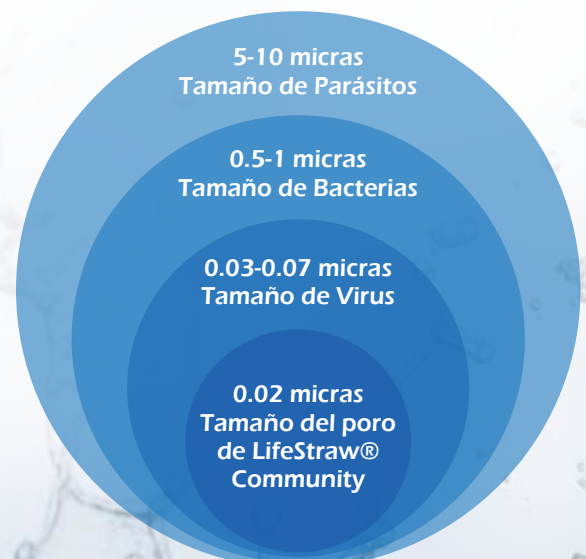 5-10 micras
Tamaño de Parásitos
0.5-1 micras
Tamaño de Bacterias
0.03-0.07 micras
Tamaño de Virus
0.02 micras
Tamaño del poro
de LifeStraw®
Community